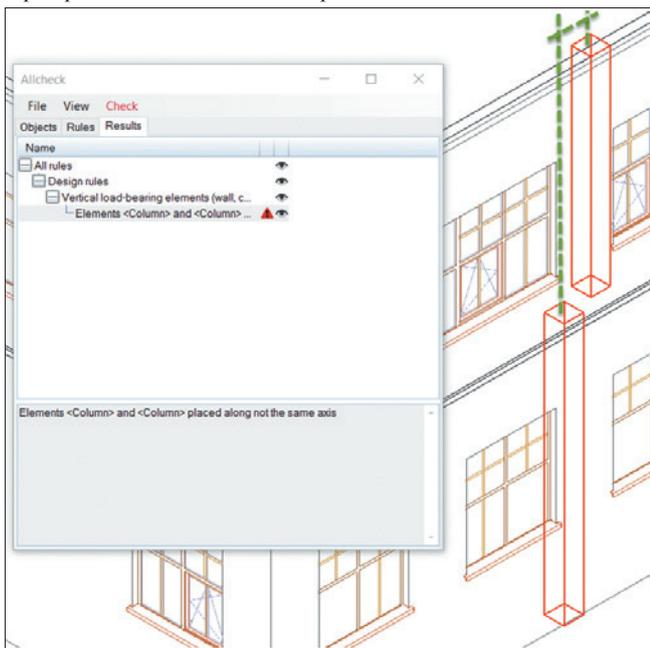 Allcheck
File View Check
Objects Rules Results
Name
All rules
Design rules
Vertical load-bearing elements (wall, c...
Elements <Column> and <Column> ...
Elements <Column> and <Column> placed along not the same axis